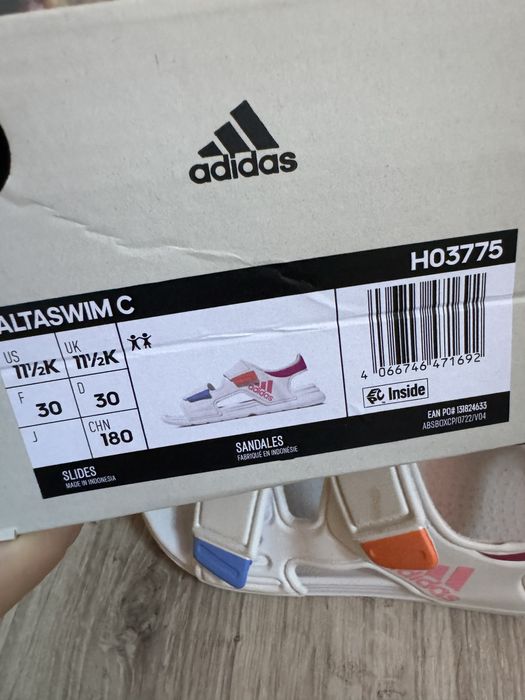 adidas
H03775
ALTASWIM C
US
11½K
UK
11½K
F
30
D
30
J
CHN
180
adidas
4 066746 471692
Inside
EAN PO# 131824633
ABSBOXCP/0722/V04
SLIDES
MADE IN INDONESIA
SANDALES
FABRIQUÉ EN INDONÉSIE
adidas